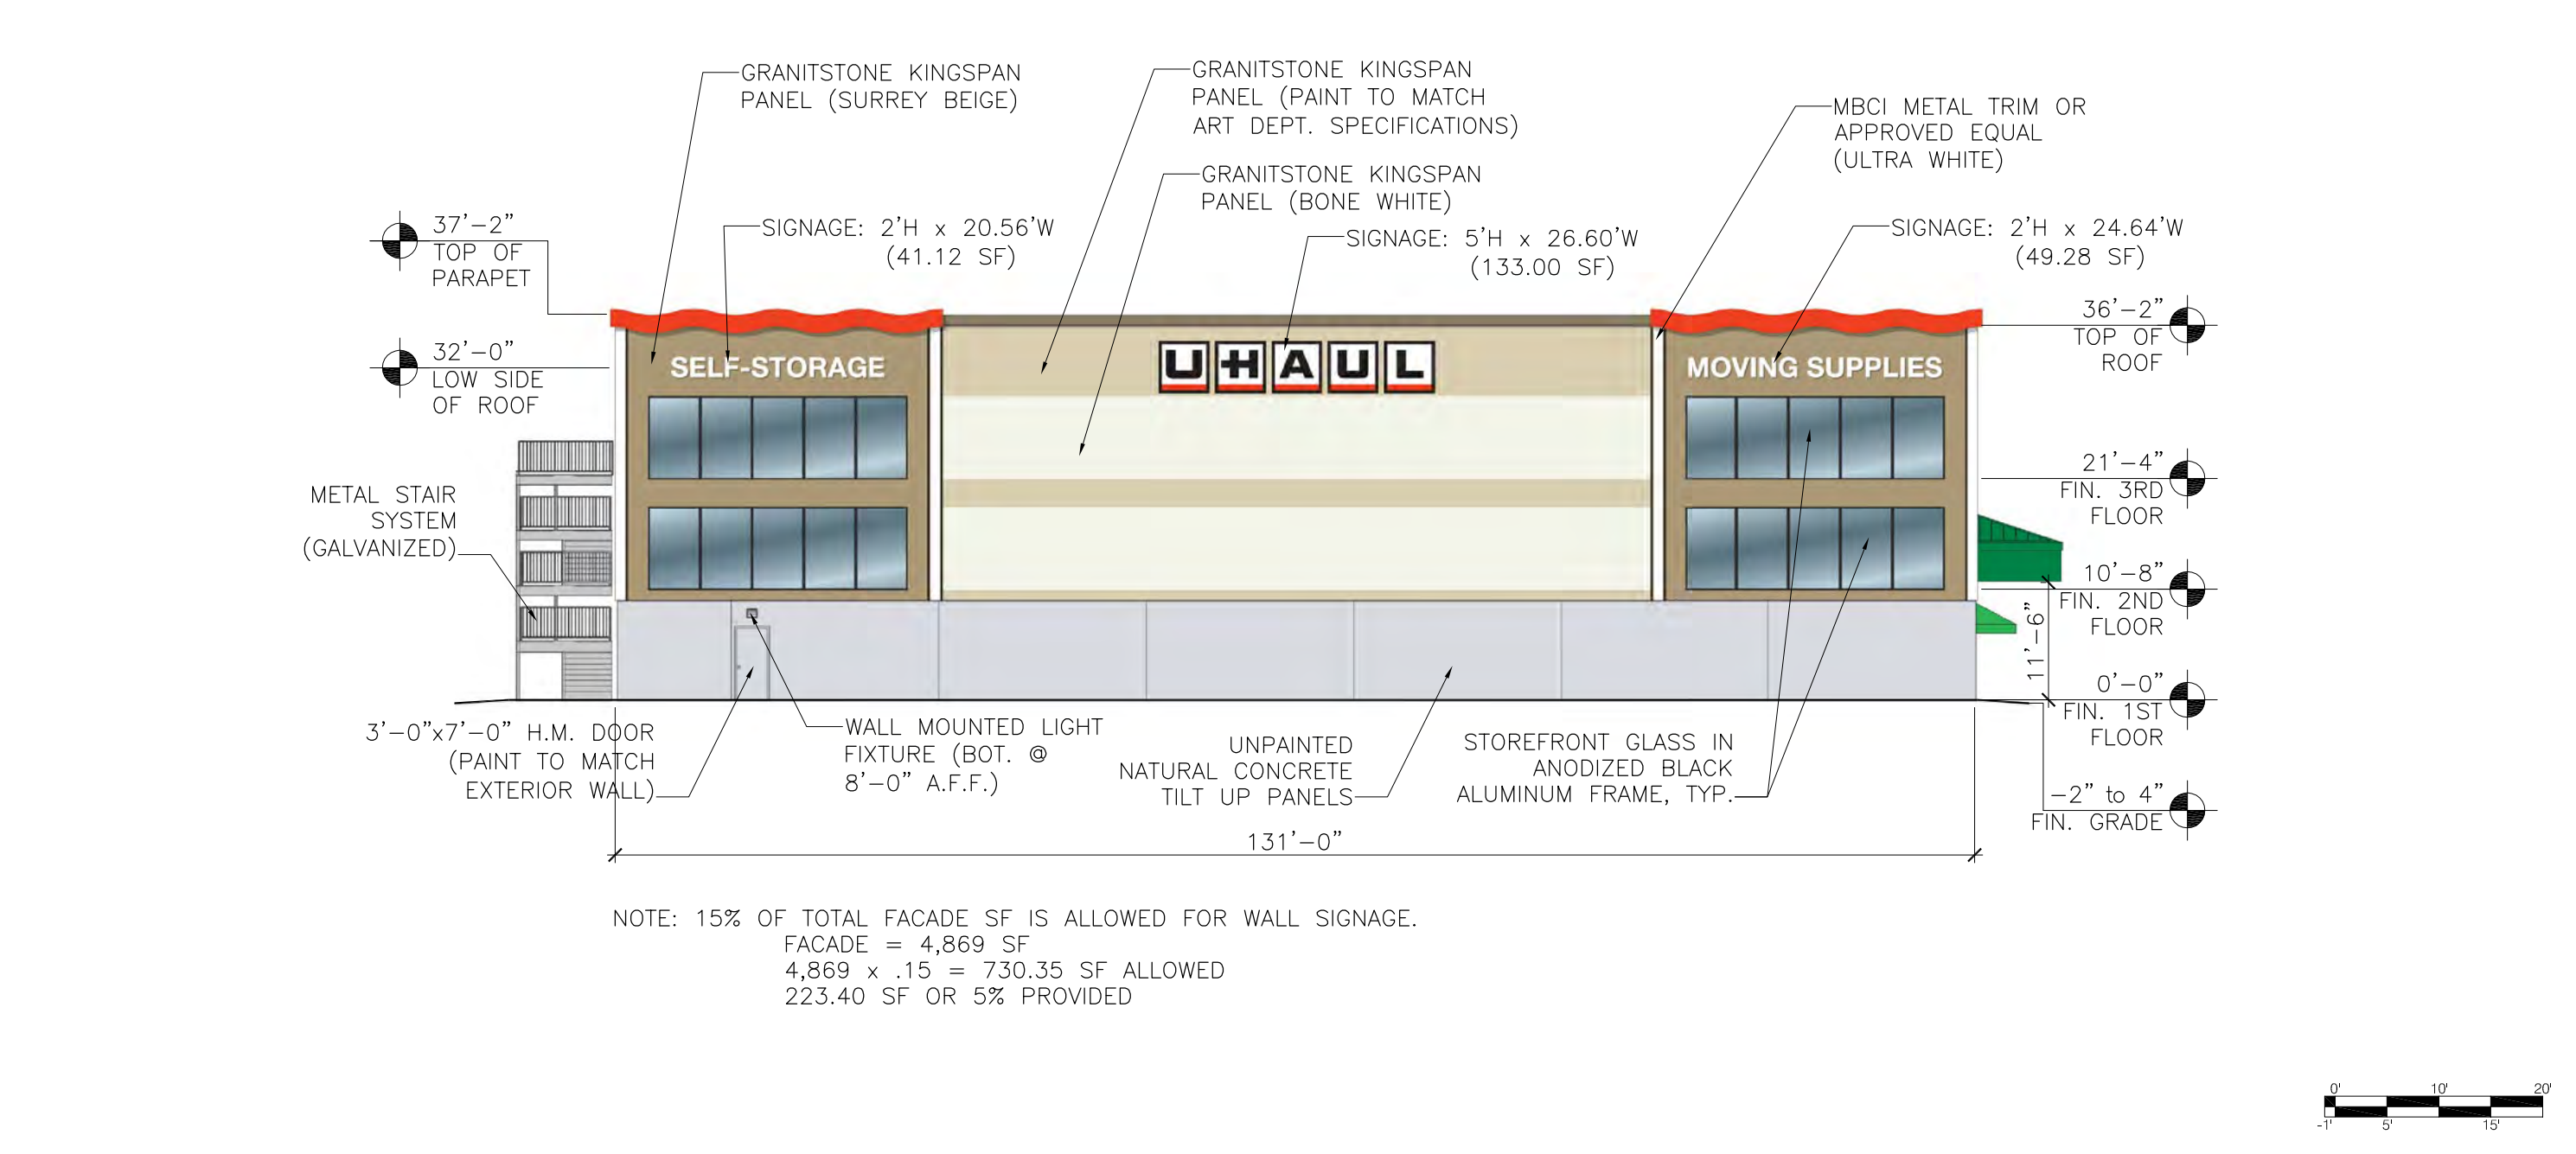 GRANITSTONE KINGSPAN
PANEL (SURREY BEIGE)
GRANITSTONE KINGSPAN
PANEL (PAINT TO MATCH
ART DEPT. SPECIFICATIONS)
MBCI METAL TRIM OR
APPROVED EQUAL
(ULTRA WHITE)
GRANITSTONE KINGSPAN
PANEL (BONE WHITE)
37'-2"
TOP OF
PARAPET
SIGNAGE: 2'H x 20.56'W
(41.12 SF)
SIGNAGE: 5'H x 26.60'W
(133.00 SF)
SIGNAGE: 2'H x 24.64'W
(49.28 SF)
36'-2"
TOP OF
ROOF
32'-0"
LOW SIDE
OF ROOF
SELF-STORAGE
UHAUL
MOVING SUPPLIES
METAL STAIR
SYSTEM
(GALVANIZED)
21'-4"
FIN. 3RD
FLOOR
10'-8"
FIN. 2ND
FLOOR
11'-6"
0'-0"
FIN. 1ST
FLOOR
3'-0"x7'-0" H.M. DOOR
(PAINT TO MATCH
EXTERIOR WALL)
WALL MOUNTED LIGHT
FIXTURE (BOT. @
8'-0" A.F.F.)
UNPAINTED
NATURAL CONCRETE
TILT UP PANELS
STOREFRONT GLASS IN
ANODIZED BLACK
ALUMINUM FRAME, TYP.
-2" to 4"
FIN. GRADE
131'-0"
NOTE: 15% OF TOTAL FACADE SF IS ALLOWED FOR WALL SIGNAGE.
FACADE = 4,869 SF
4,869 x .15 = 730.35 SF ALLOWED
223.40 SF OR 5% PROVIDED
0' 10' 20'
-1' 5' 15'